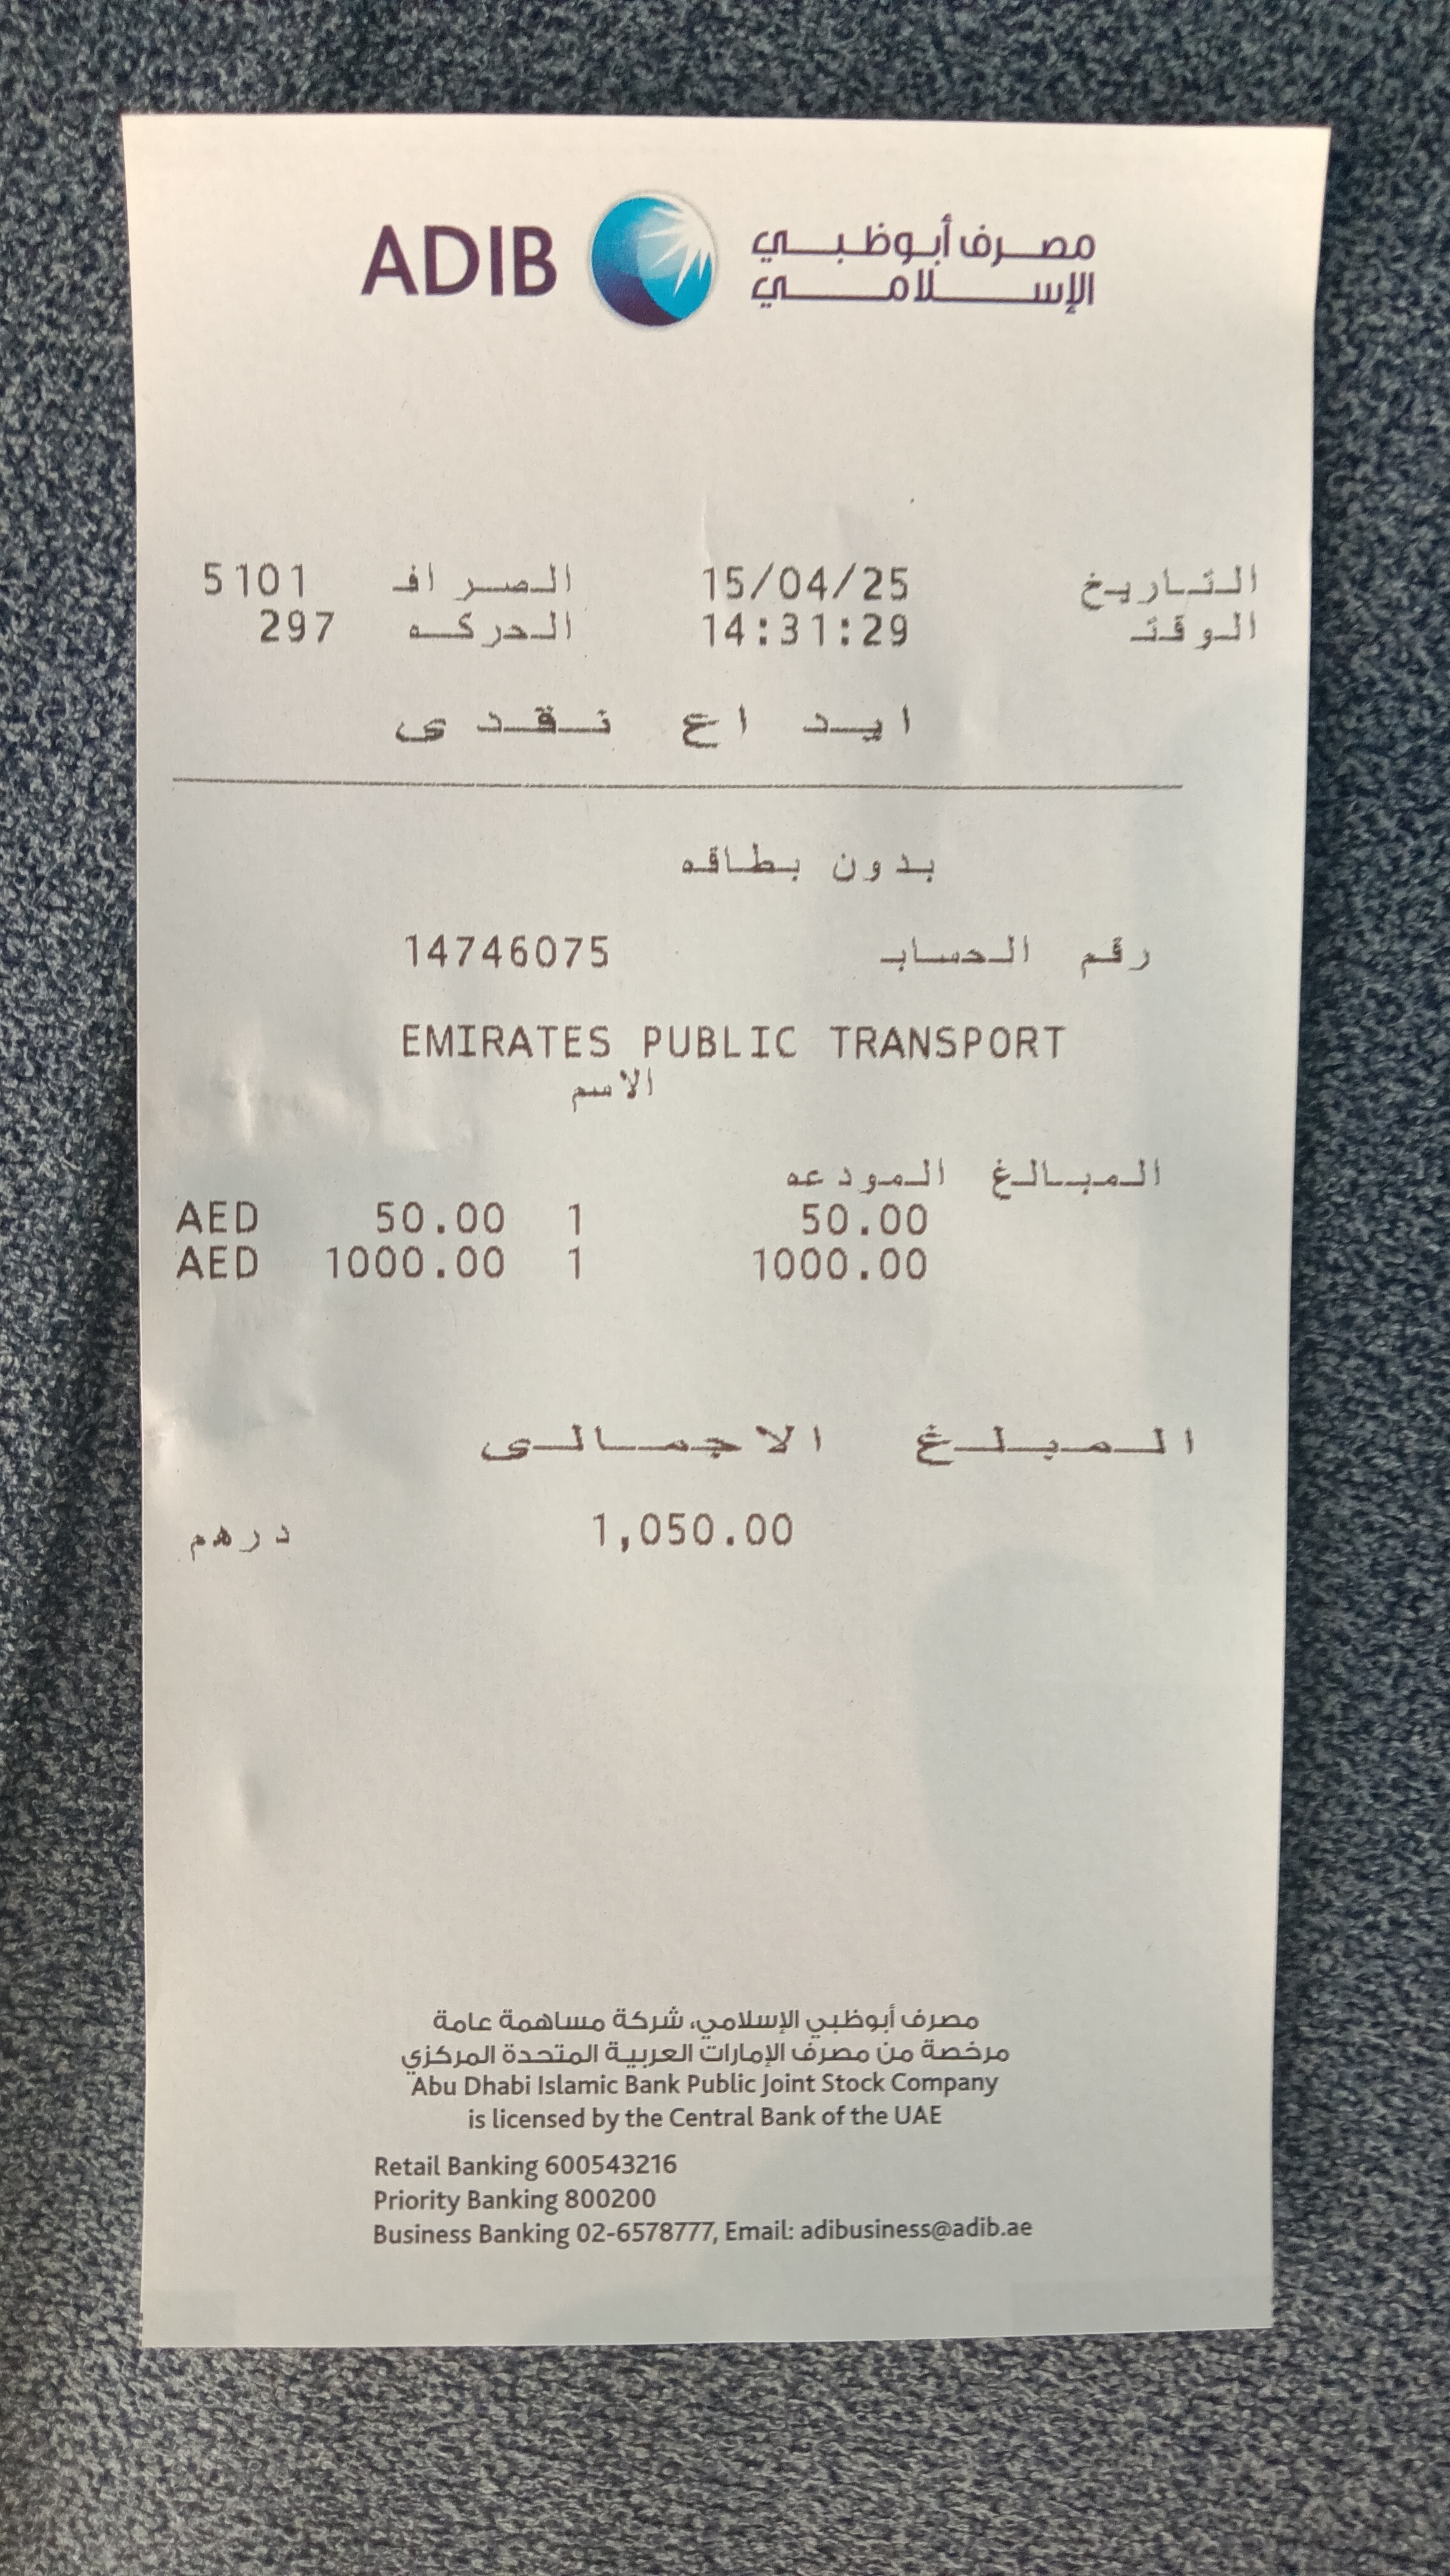 ADIB مصرف أبوظبي
الإسلامي
التاريخ 15/04/25 الصراف 5101
الوقت 14:31:29 الحركه 297
ايداع نقدى
بدون بطاقه
رقم الحساب 14746075
EMIRATES PUBLIC TRANSPORT
الاسم
المبالغ المودعه
AED 50.00 1 50.00
AED 1000.00 1 1000.00
المبلغ الاجمالى
1,050.00 درهم
مصرف أبوظبي الإسلامي، شركة مساهمة عامة
مرخصة من مصرف الإمارات العربية المتحدة المركزي
Abu Dhabi Islamic Bank Public Joint Stock Company
is licensed by the Central Bank of the UAE
Retail Banking 600543216
Priority Banking 800200
Business Banking 02-6578777, Email: adibusiness@adib.ae